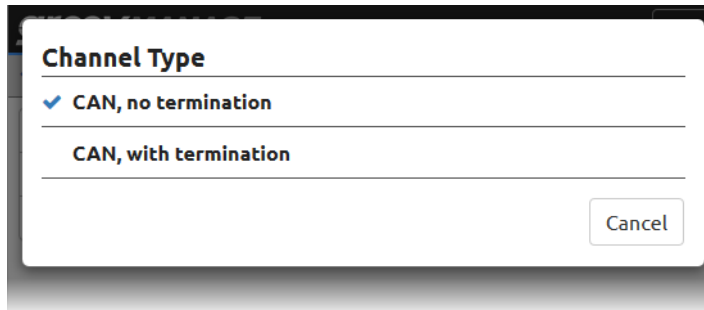 Channel Type
CAN, no termination
CAN, with termination
Cancel